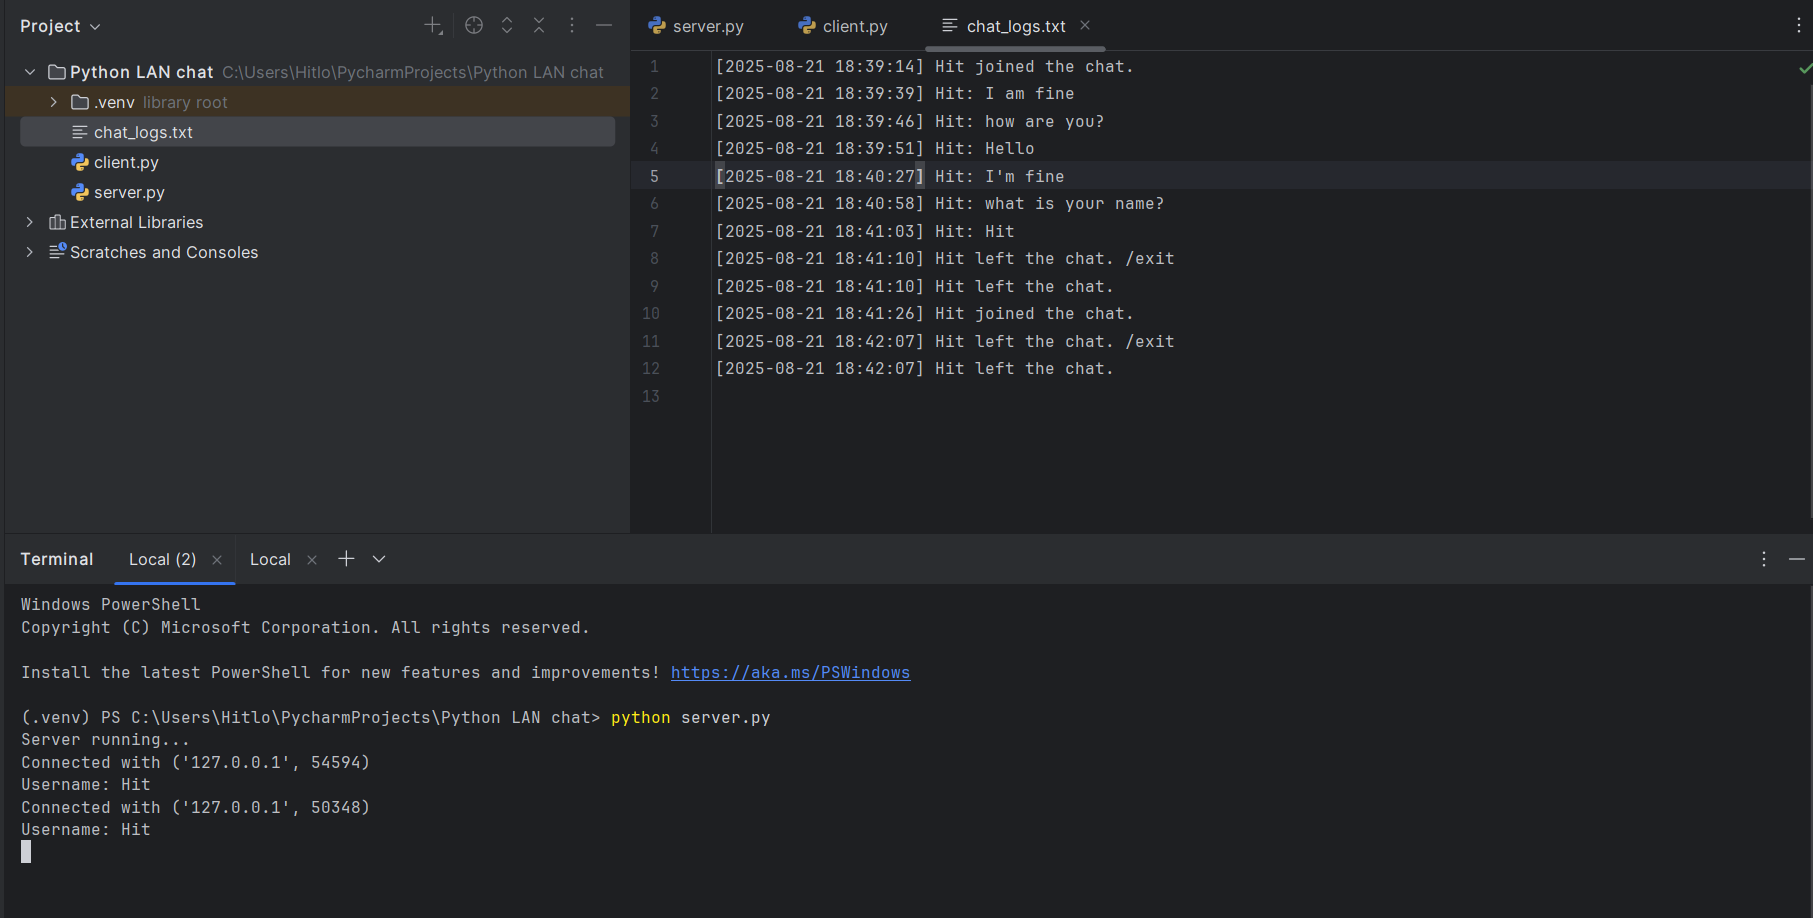 Project
Python LAN chat C:\Users\Hitlo\PycharmProjects\Python LAN chat
.venv library root
chat_logs.txt
client.py
server.py
External Libraries
Scratches and Consoles
server.py client.py chat_logs.txt
1 [2025-08-21 18:39:14] Hit joined the chat.
2 [2025-08-21 18:39:39] Hit: I am fine
3 [2025-08-21 18:39:46] Hit: how are you?
4 [2025-08-21 18:39:51] Hit: Hello
5 [2025-08-21 18:40:27] Hit: I'm fine
6 [2025-08-21 18:40:58] Hit: what is your name?
7 [2025-08-21 18:41:03] Hit: Hit
8 [2025-08-21 18:41:10] Hit left the chat. /exit
9 [2025-08-21 18:41:10] Hit left the chat.
10 [2025-08-21 18:41:26] Hit joined the chat.
11 [2025-08-21 18:42:07] Hit left the chat. /exit
12 [2025-08-21 18:42:07] Hit left the chat.
13
Terminal Local (2) Local
Windows PowerShell
Copyright (C) Microsoft Corporation. All rights reserved.
Install the latest PowerShell for new features and improvements! https://aka.ms/PSWindows
(.venv) PS C:\Users\Hitlo\PycharmProjects\Python LAN chat> python server.py
Server running...
Connected with ('127.0.0.1', 54594)
Username: Hit
Connected with ('127.0.0.1', 50348)
Username: Hit